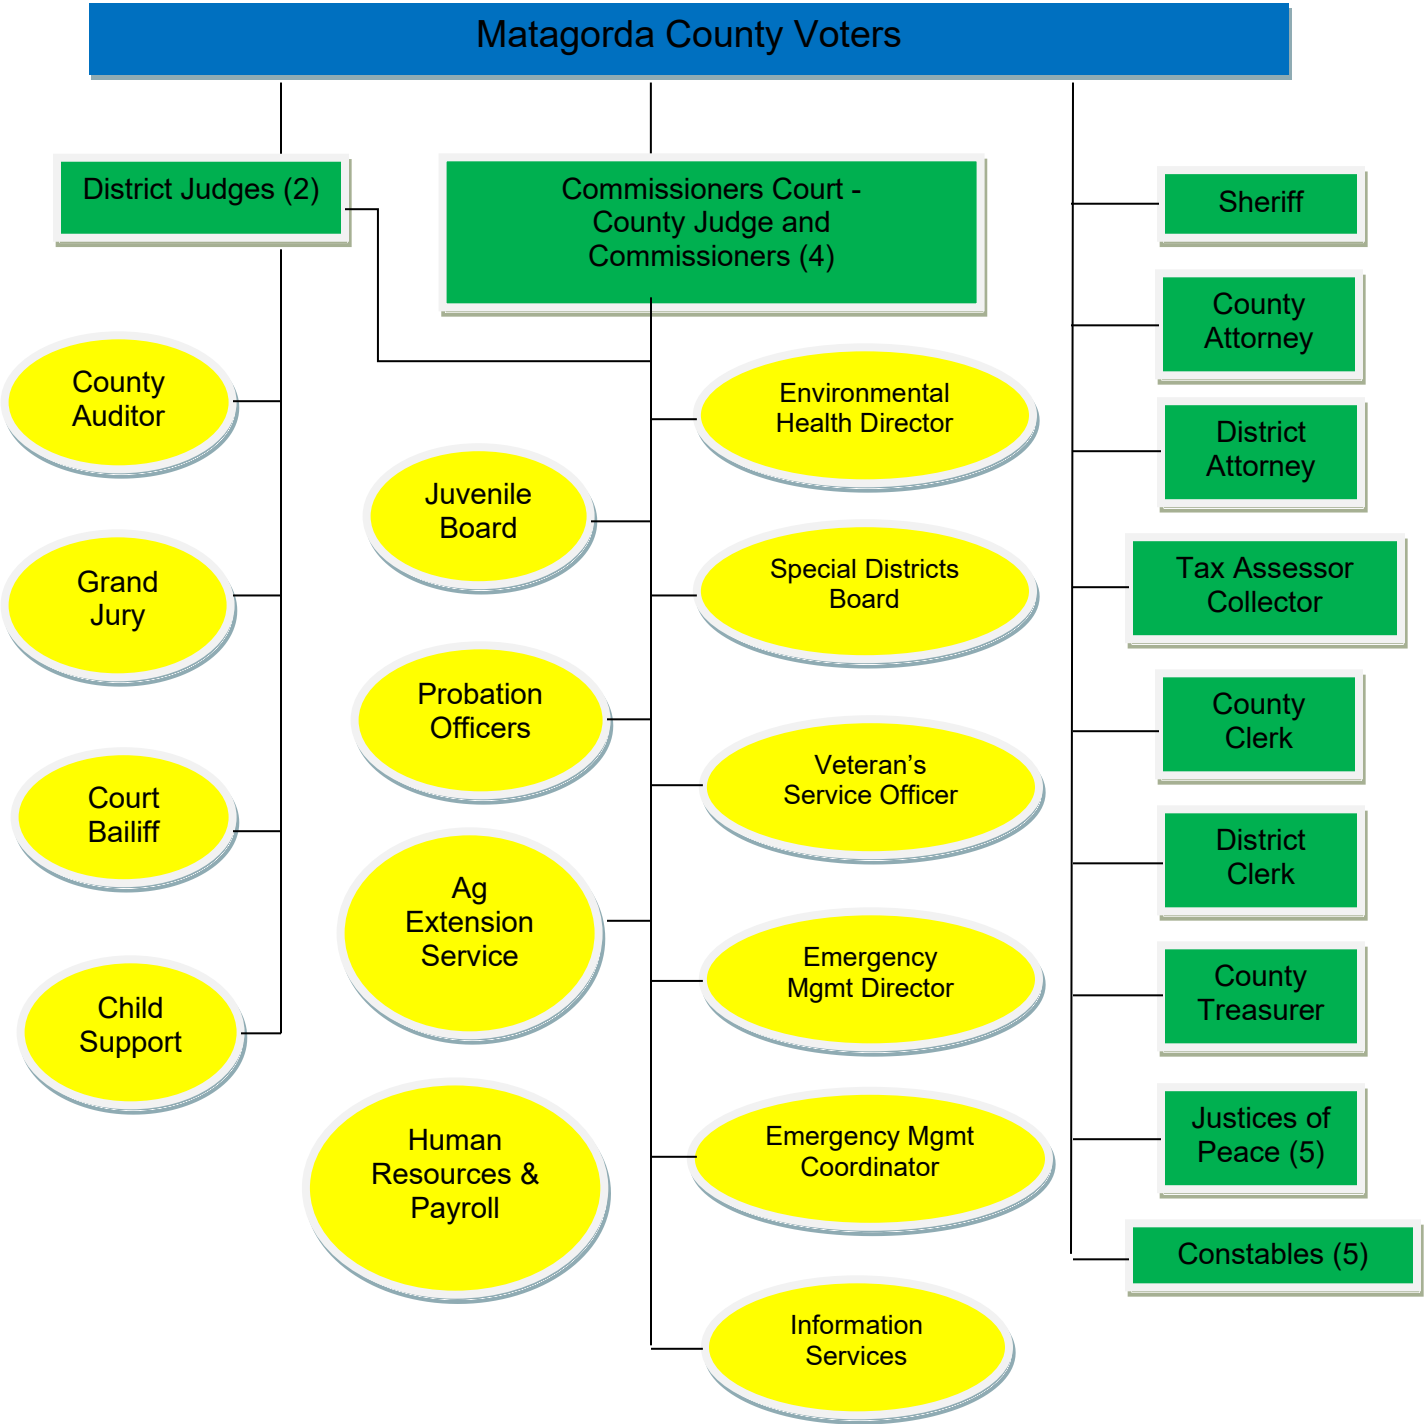 Matagorda County Voters
District Judges (2)
Commissioners Court -
County Judge and
Commissioners (4)
Sheriff
County
Attorney
District
Attorney
Tax Assessor
Collector
County
Clerk
District
Clerk
County
Treasurer
Justices of
Peace (5)
Constables (5)
County
Auditor
Grand
Jury
Court
Bailiff
Child
Support
Juvenile
Board
Probation
Officers
Ag
Extension
Service
Human
Resources &
Payroll
Environmental
Health Director
Special Districts
Board
Veteran’s
Service Officer
Emergency
Mgmt Director
Emergency Mgmt
Coordinator
Information
Services